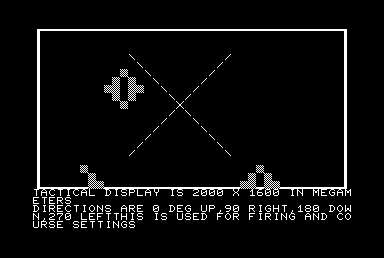 TACTICAL DISPLAY IS 2000 X 1600 IN MEGAM
ETERS
DIRECTIONS ARE 0 DEG UP,90 RIGHT,180 DOW
N,270 LEFTTHIS IS USED FOR FIRING AND CO
URSE SETTINGS